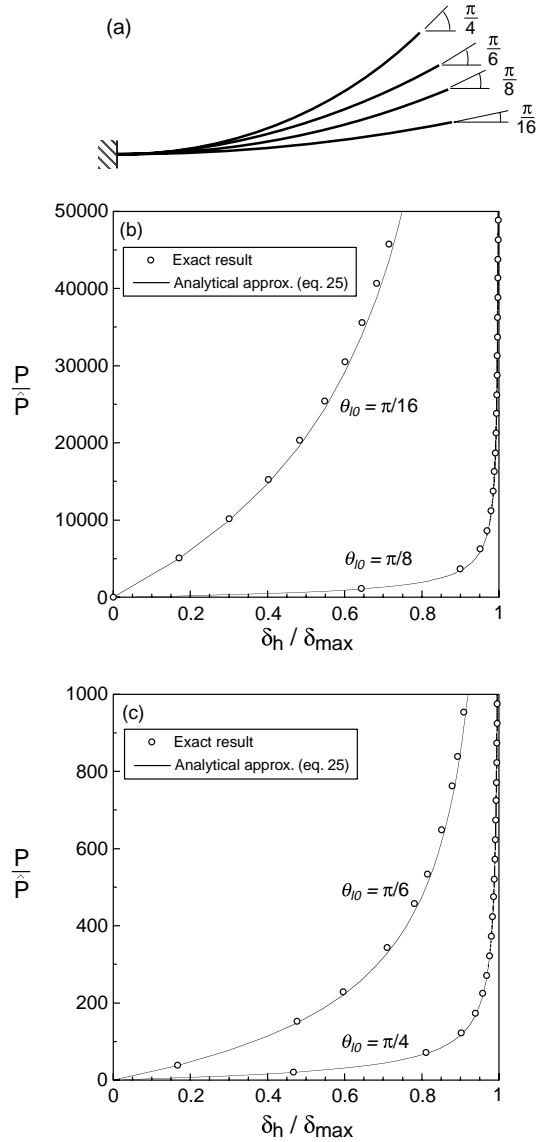 (a)
π/4
π/6
π/8
π/16
(b)
50000
40000
30000
20000
10000
0
P/P̂
Exact result
Analytical approx. (eq. 25)
θl0 = π/16
θl0 = π/8
0 0.2 0.4 0.6 0.8 1
δh / δmax
(c)
1000
800
600
400
200
0
P/P̂
Exact result
Analytical approx. (eq. 25)
θl0 = π/6
θl0 = π/4
0 0.2 0.4 0.6 0.8 1
δh / δmax